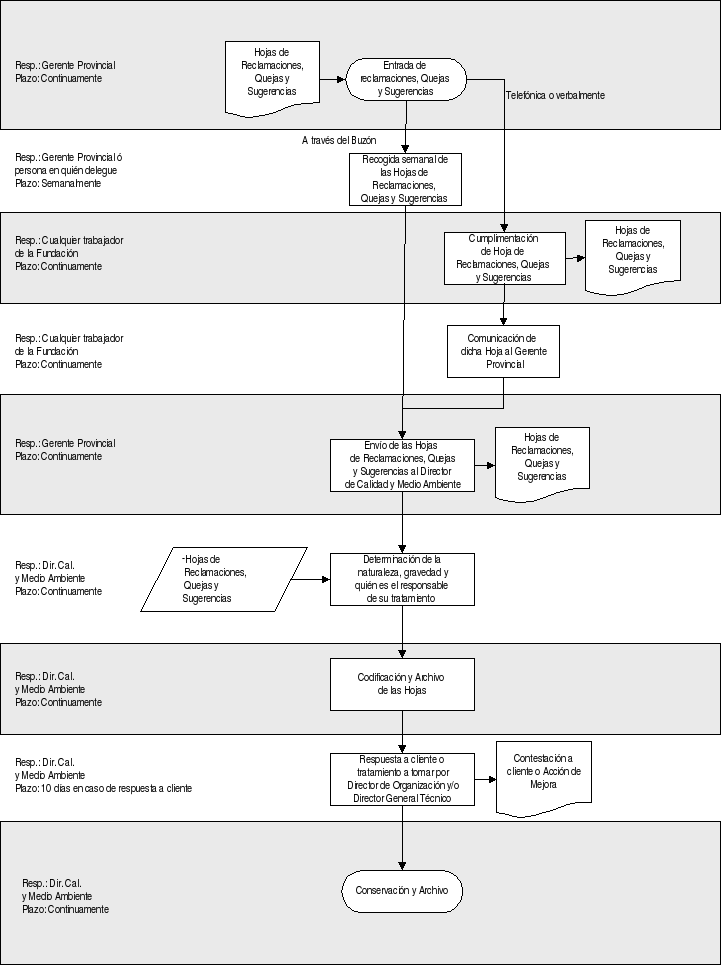 Resp.: Gerente Provincial
Plazo: Continuamente
Hojas de
Reclamaciones,
Quejas y
Sugerencias
Entrada de
reclamaciones, Quejas
y Sugerencias
Telefónica o verbalmente
A través del Buzón
Resp.: Gerente Provincial ó
persona en quién delegue
Plazo: Semanalmente
Recogida semanal de
las Hojas de
Reclamaciones,
Quejas y Sugerencias
Resp.: Cualquier trabajador
de la Fundación
Plazo: Continuamente
Cumplimentación
de Hoja de
Reclamaciones, Quejas
y Sugerencias
Hojas de
Reclamaciones,
Quejas y
Sugerencias
Resp.: Cualquier trabajador
de la Fundación
Plazo: Continuamente
Comunicación de
dicha Hoja al Gerente
Provincial
Resp.: Gerente Provincial
Plazo: Continuamente
Envío de las Hojas
de Reclamaciones, Quejas
y Sugerencias al Director
de Calidad y Medio Ambiente
Hojas de
Reclamaciones,
Quejas y
Sugerencias
Resp.: Dir. Cal.
y Medio Ambiente
Plazo: Continuamente
-Hojas de
Reclamaciones,
Quejas y
Sugerencias
Determinación de la
naturaleza, gravedad y
quién es el responsable
de su tratamiento
Resp.: Dir. Cal.
y Medio Ambiente
Plazo: Continuamente
Codificación y Archivo
de las Hojas
Resp.: Dir. Cal.
y Medio Ambiente
Plazo: 10 días en caso de respuesta a cliente
Respuesta a cliente o
tratamiento a tomar por
Director de Organización y/o
Director General Técnico
Contestación a
cliente o Acción de
Mejora
Resp.: Dir. Cal.
y Medio Ambiente
Plazo: Continuamente
Conservación y Archivo